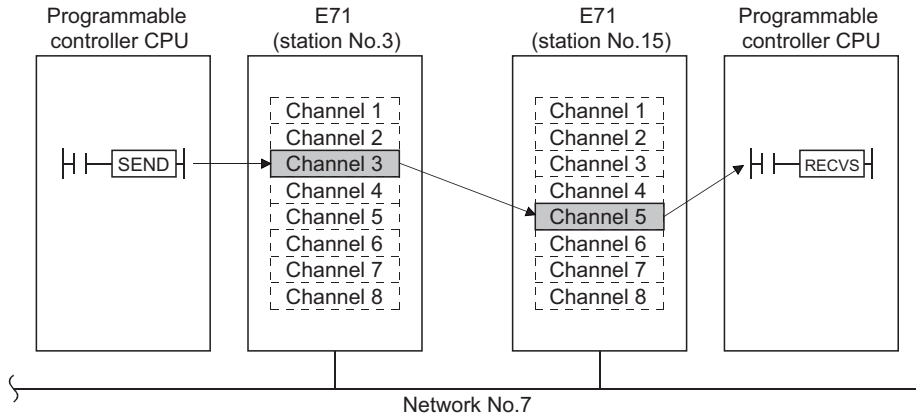 Programmable
controller CPU
E71
(station No.3)
E71
(station No.15)
Programmable
controller CPU
SEND
Channel 1
Channel 2
Channel 3
Channel 4
Channel 5
Channel 6
Channel 7
Channel 8
Channel 1
Channel 2
Channel 3
Channel 4
Channel 5
Channel 6
Channel 7
Channel 8
RECVS
Network No.7